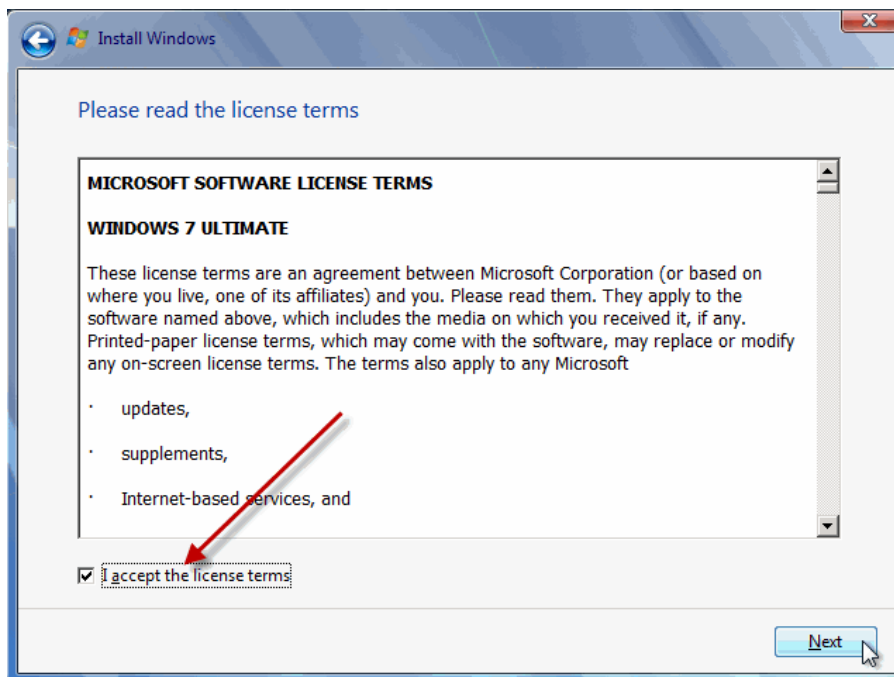 Install Windows
Please read the license terms
MICROSOFT SOFTWARE LICENSE TERMS
WINDOWS 7 ULTIMATE
These license terms are an agreement between Microsoft Corporation (or based on
where you live, one of its affiliates) and you. Please read them. They apply to the
software named above, which includes the media on which you received it, if any.
Printed-paper license terms, which may come with the software, may replace or modify
any on-screen license terms. The terms also apply to any Microsoft
· updates,
· supplements,
· Internet-based services, and
I accept the license terms
Next